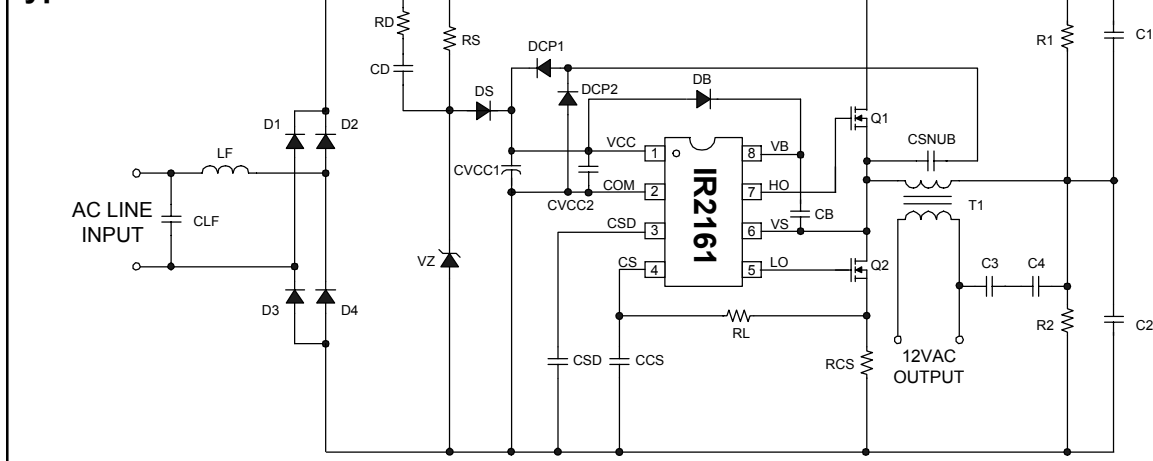 RD
RS
CD
DCP1
DS
DCP2
DB
R1
C1
D1
D2
Q1
LF
VCC
1
8
VB
CSNUB
CVCC1
COM
2
7
HO
AC LINE
INPUT
CLF
CVCC2
IR2161
CB
T1
CSD
3
6
VS
VZ
CS
4
5
LO
Q2
C3
C4
D3
D4
RL
R2
C2
CSD
CCS
RCS
12VAC
OUTPUT